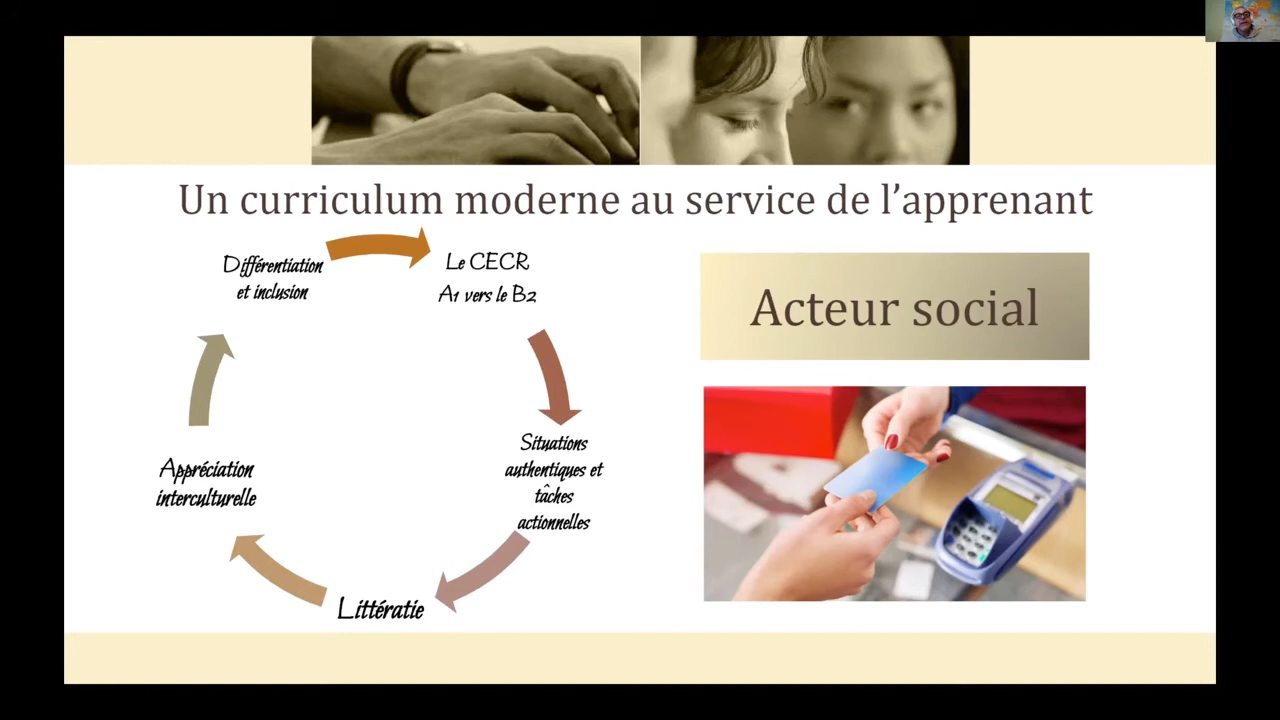 Un curriculum moderne au service de l’apprenant
Différentiation
et inclusion
Le CECR
A1 vers le B2
Situations
authentiques et
tâches
actionnelles
Littératie
Appréciation
interculturelle
Acteur social